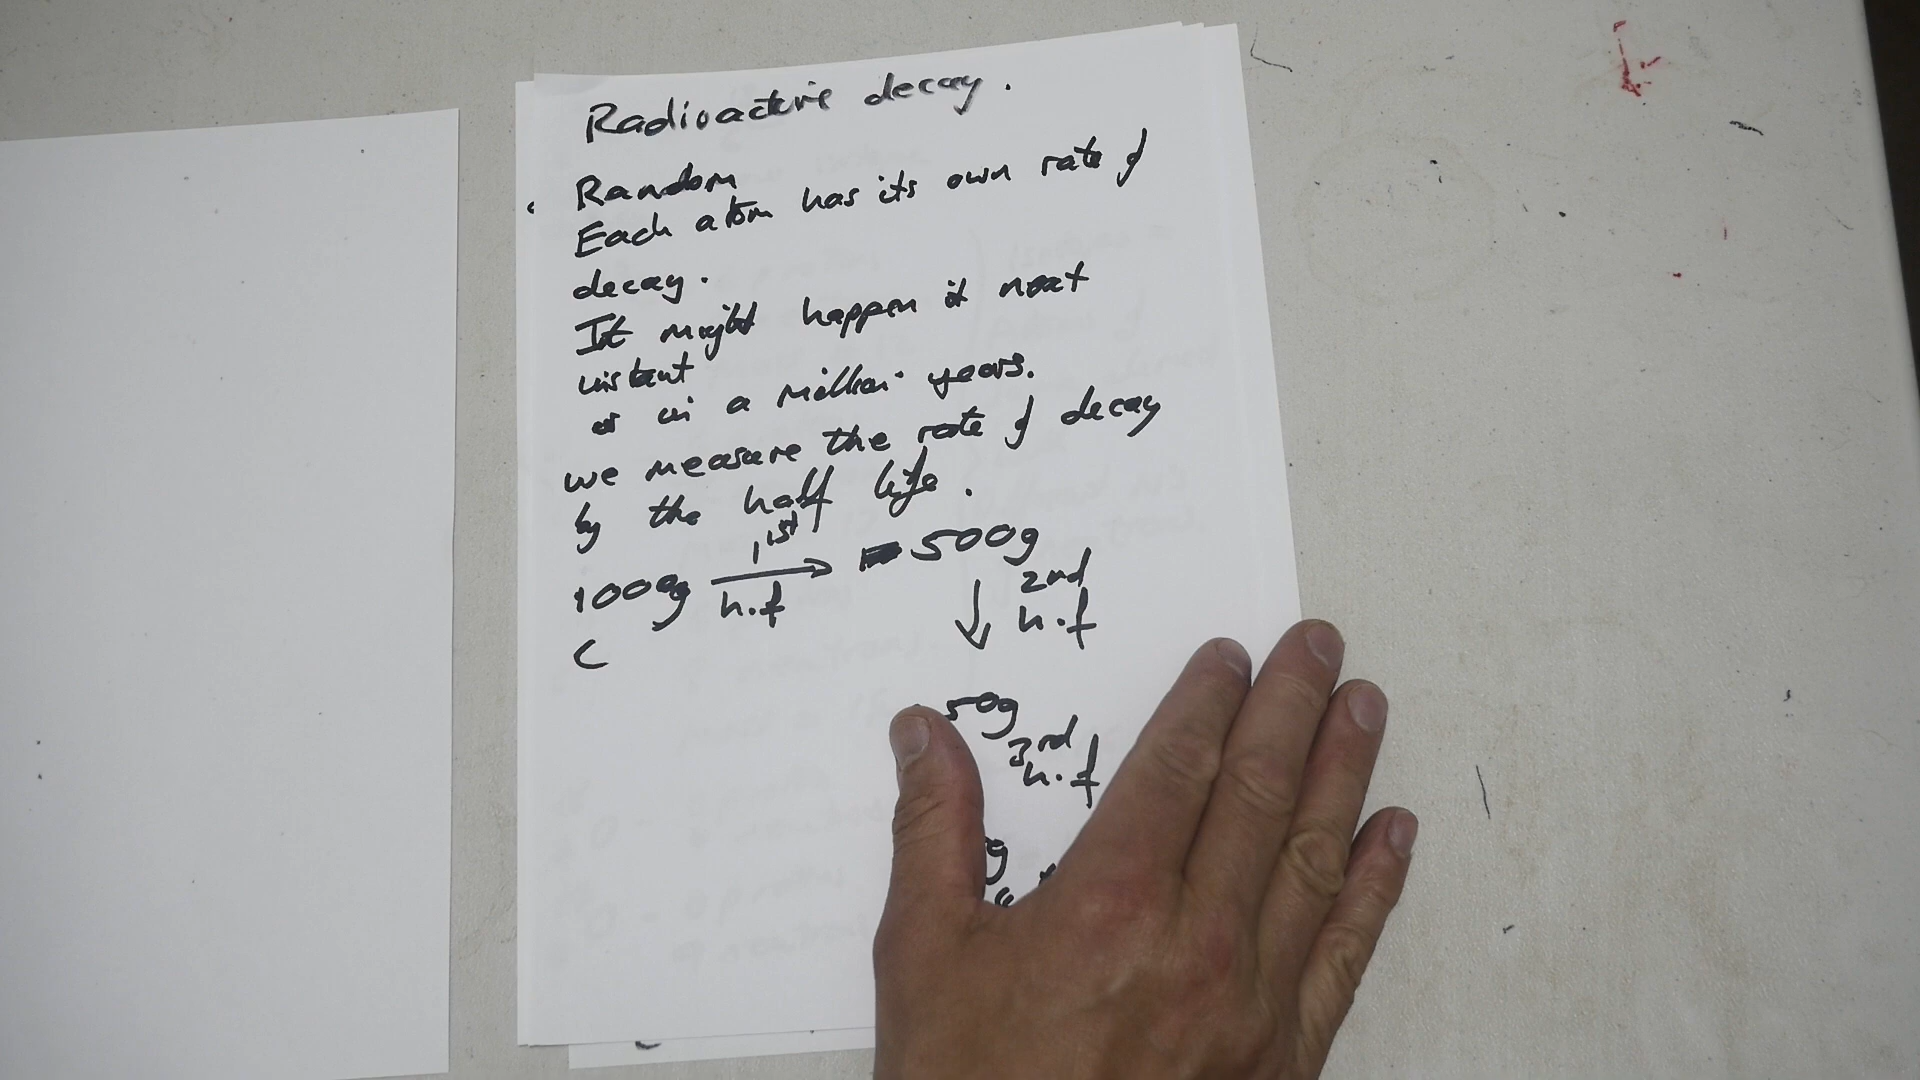 Radioactive decay.
Random
Each atom has its own rate of
decay.
It might happen it next
instant
or in a million years.
we measure the rate of decay
by the half life.
1000g 1st h.f 500g
2nd
h.f
C
50g
3rd
h.f
g